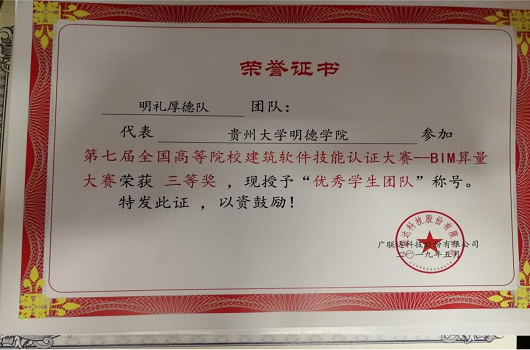 荣誉证书
明礼厚德队 团队：
代表 贵州大学明德学院 参加
第七届全国高等院校建筑软件技能认证大赛--BIM算量
大赛荣获 三等奖 ，现授予“优秀学生团队”称号。
特发此证 ，以资鼓励！
广联达科技股份有限公司
二〇一九年五月